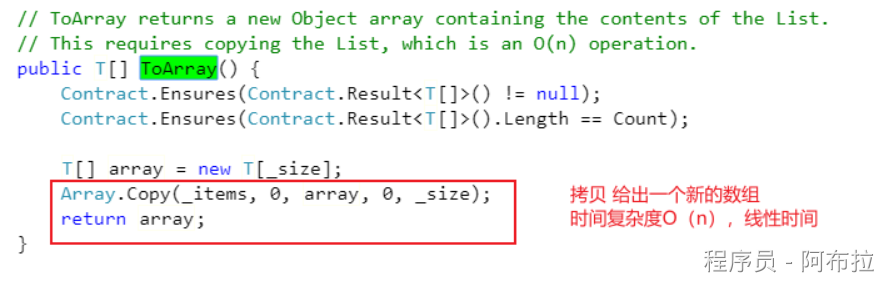 // ToArray returns a new Object array containing the contents of the List.
// This requires copying the List, which is an O(n) operation.
public T[] ToArray() {
    Contract.Ensures(Contract.Result<T[]>() != null);
    Contract.Ensures(Contract.Result<T[]>().Length == Count);
    T[] array = new T[_size];
    Array.Copy(_items, 0, array, 0, _size);
    return array;
}
拷贝 给出一个新的数组
时间复杂度O（n），线性时间
程序员 - 阿布拉